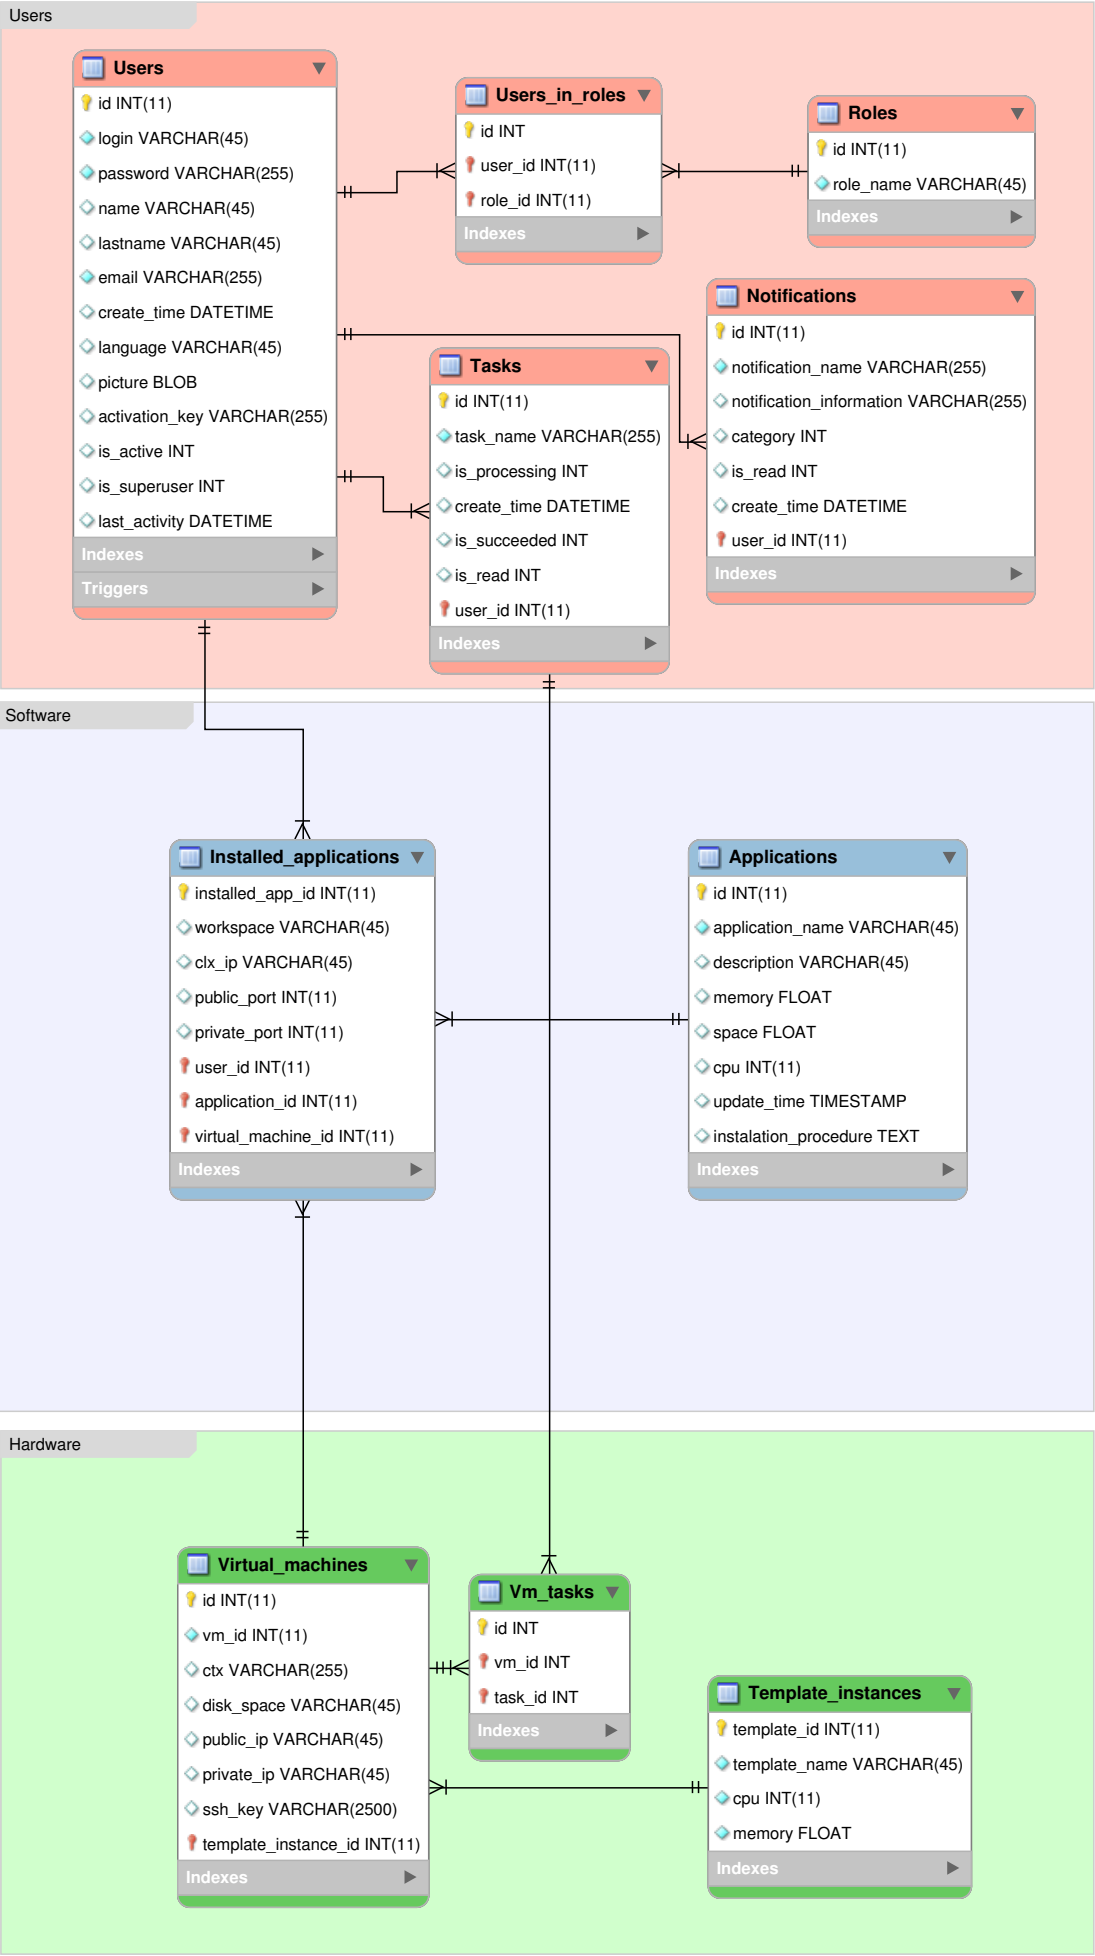 Users
Users
id INT(11)
login VARCHAR(45)
password VARCHAR(255)
name VARCHAR(45)
lastname VARCHAR(45)
email VARCHAR(255)
create_time DATETIME
language VARCHAR(45)
picture BLOB
activation_key VARCHAR(255)
is_active INT
is_superuser INT
last_activity DATETIME
Indexes
Triggers
Users_in_roles
id INT
user_id INT(11)
role_id INT(11)
Indexes
Roles
id INT(11)
role_name VARCHAR(45)
Indexes
Notifications
id INT(11)
notification_name VARCHAR(255)
notification_information VARCHAR(255)
category INT
is_read INT
create_time DATETIME
user_id INT(11)
Indexes
Tasks
id INT(11)
task_name VARCHAR(255)
is_processing INT
create_time DATETIME
is_succeeded INT
is_read INT
user_id INT(11)
Indexes
Software
Installed_applications
installed_app_id INT(11)
workspace VARCHAR(45)
clx_ip VARCHAR(45)
public_port INT(11)
private_port INT(11)
user_id INT(11)
application_id INT(11)
virtual_machine_id INT(11)
Indexes
Applications
id INT(11)
application_name VARCHAR(45)
description VARCHAR(45)
memory FLOAT
space FLOAT
cpu INT(11)
update_time TIMESTAMP
instalation_procedure TEXT
Indexes
Hardware
Virtual_machines
id INT(11)
vm_id INT(11)
ctx VARCHAR(255)
disk_space VARCHAR(45)
public_ip VARCHAR(45)
private_ip VARCHAR(45)
ssh_key VARCHAR(2500)
template_instance_id INT(11)
Indexes
Vm_tasks
id INT
vm_id INT
task_id INT
Indexes
Template_instances
template_id INT(11)
template_name VARCHAR(45)
cpu INT(11)
memory FLOAT
Indexes